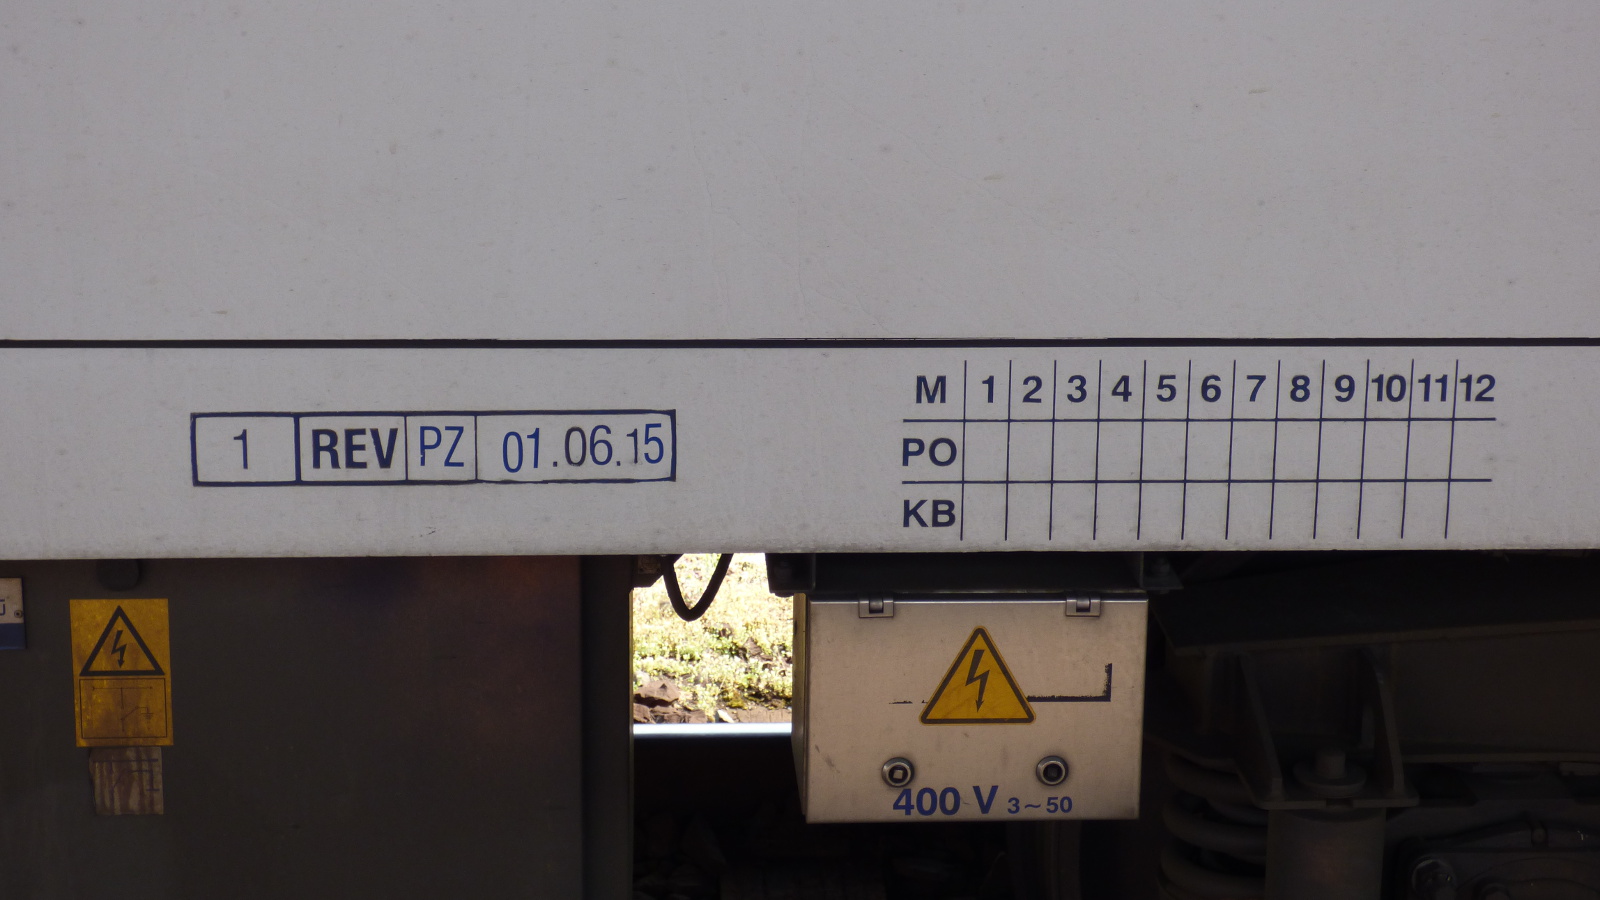 1 REV PZ 01.06.15
M 1 2 3 4 5 6 7 8 9 10 11 12
PO
KB
400 V 3~50